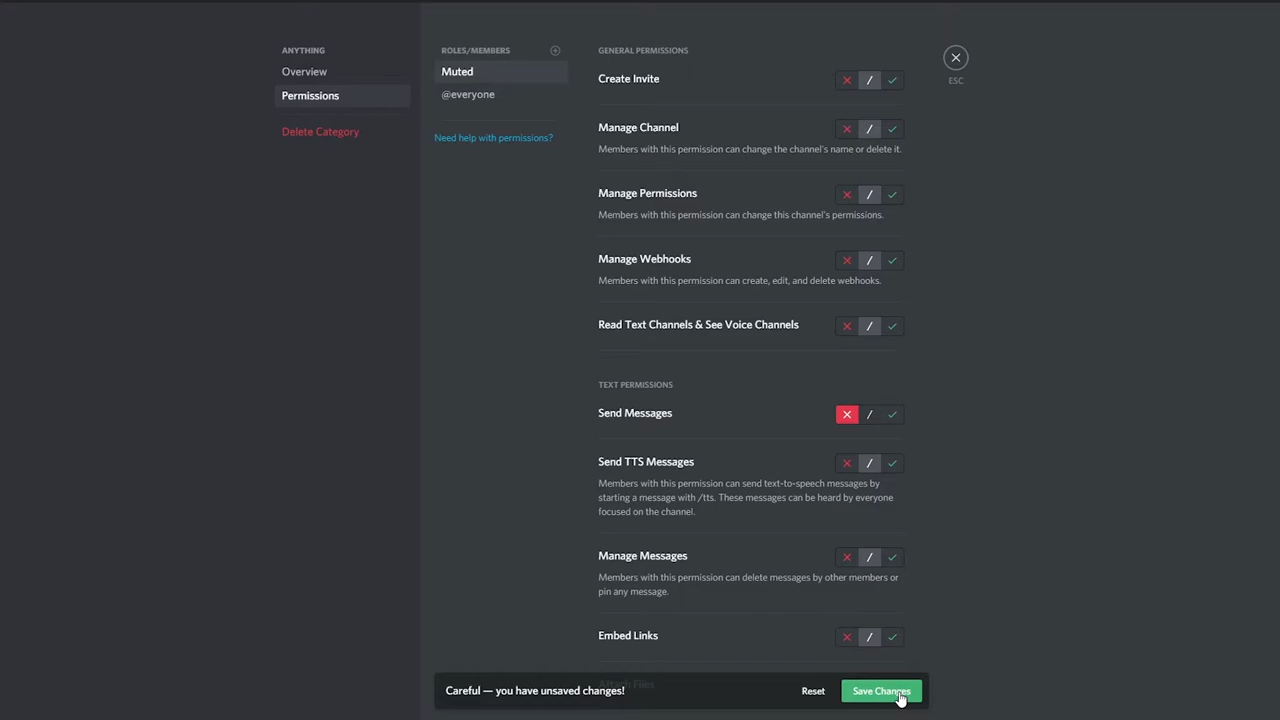 ANYTHING
Overview
Permissions
Delete Category
ROLES/MEMBERS
Muted
@everyone
Need help with permissions?
GENERAL PERMISSIONS
Create Invite
Manage Channel
Members with this permission can change the channel's name or delete it.
Manage Permissions
Members with this permission can change this channel's permissions.
Manage Webhooks
Members with this permission can create, edit, and delete webhooks.
Read Text Channels & See Voice Channels
TEXT PERMISSIONS
Send Messages
Send TTS Messages
Members with this permission can send text-to-speech messages by
starting a message with /tts. These messages can be heard by everyone
focused on the channel.
Manage Messages
Members with this permission can delete messages by other members or
pin any message.
Embed Links
Attach Files
Careful — you have unsaved changes!
Reset
Save Changes
ESC